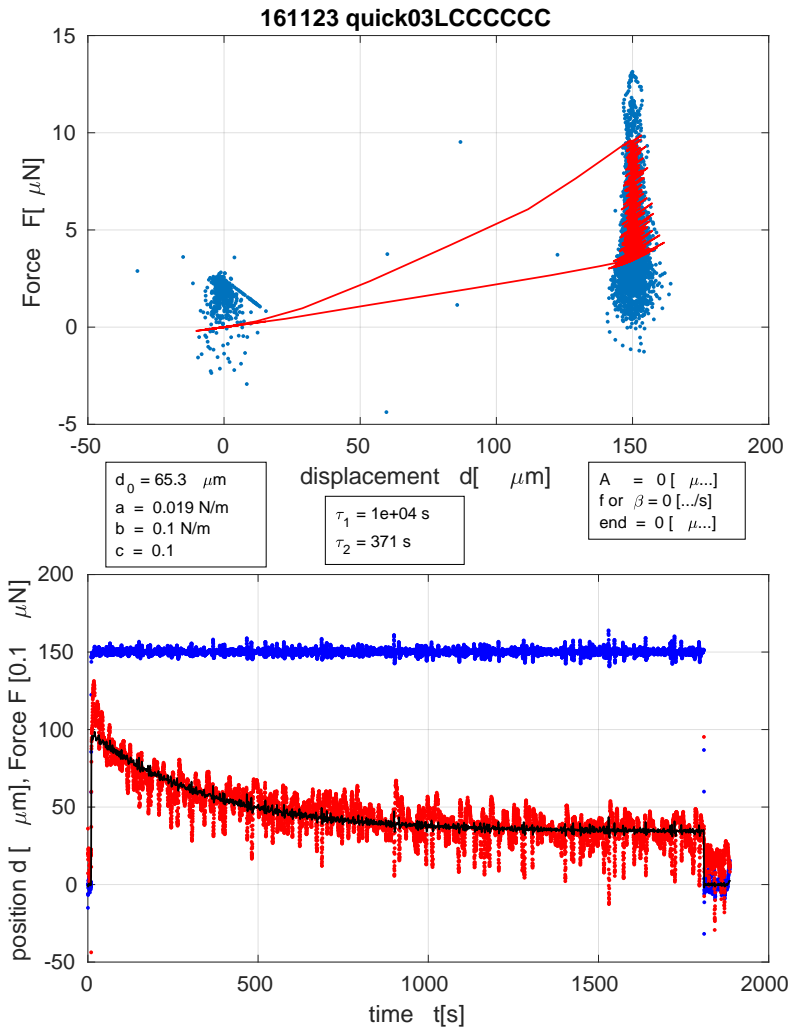 161123 quick03LCCCCCC
15
10
5
0
-5
Force F[ μN]
-50
0
50
100
150
200
displacement d[ μm]
d0 = 65.3 μm
a = 0.019 N/m
b = 0.1 N/m
c = 0.1
τ1 = 1e+04 s
τ2 = 371 s
A = 0 [ μ...]
f or β = 0 [.../s]
end = 0 [ μ...]
200
150
100
50
0
-50
position d [ μm], Force F [0.1 μN]
0
500
1000
1500
2000
time t[s]